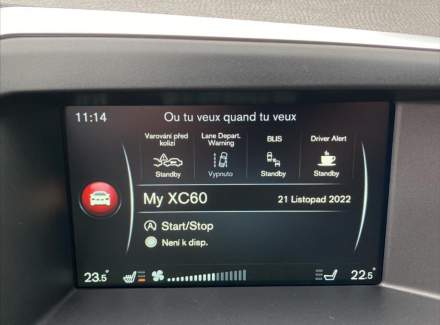 11:14 Ou tu veux quand tu veux
Varování před kolizí Lane Depart. Warning BLIS Driver Alert
Standby Vypnuto Standby Standby
My XC60 21 Listopad 2022
Start/Stop
Není k disp.
23.5° 22.5°